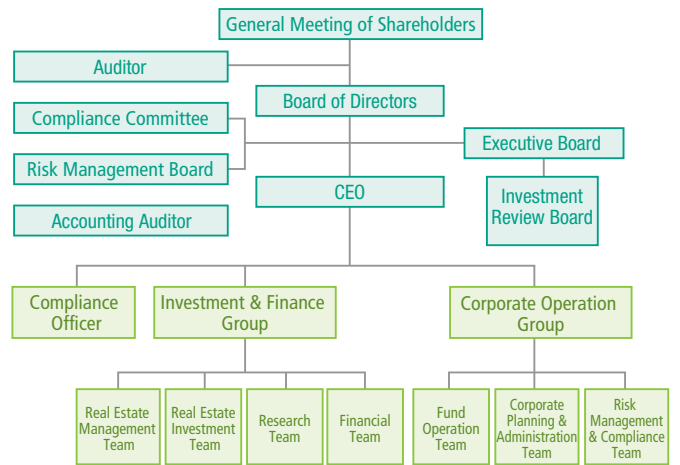 General Meeting of Shareholders
Auditor
Board of Directors
Compliance Committee
Executive Board
Risk Management Board
CEO
Investment
Review Board
Accounting Auditor
Compliance
Officer
Investment & Finance
Group
Corporate Operation
Group
Real Estate
Management
Team
Real Estate
Investment
Team
Research
Team
Financial
Team
Fund
Operation
Team
Corporate
Planning &
Administration
Team
Risk
Management
& Compliance
Team